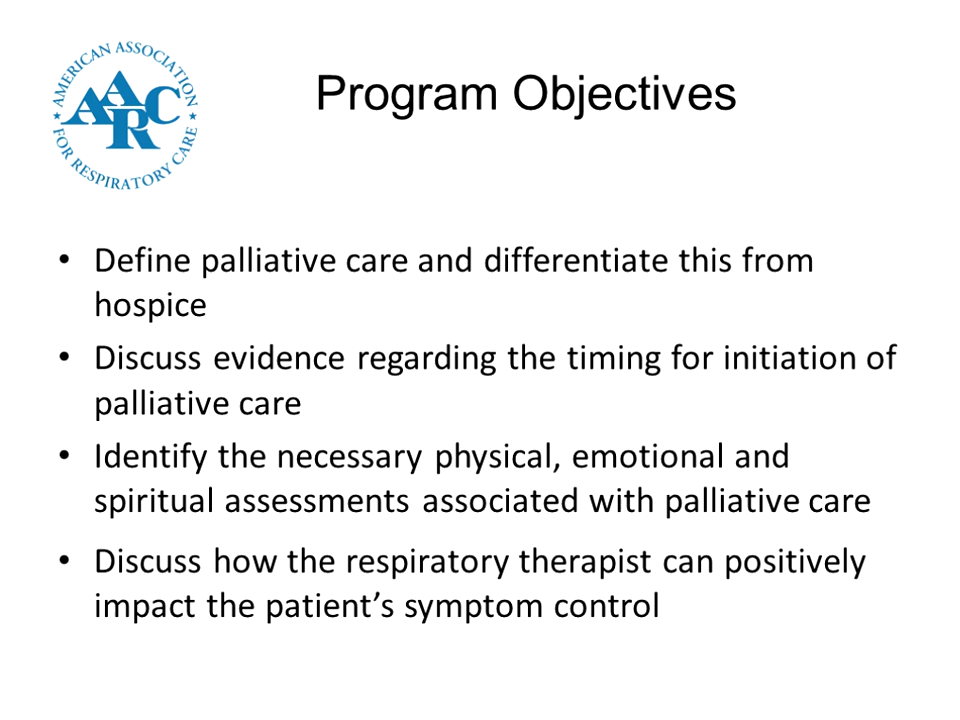 AMERICAN ASSOCIATION
AARC
FOR RESPIRATORY CARE
Program Objectives
• Define palliative care and differentiate this from
hospice
• Discuss evidence regarding the timing for initiation of
palliative care
• Identify the necessary physical, emotional and
spiritual assessments associated with palliative care
• Discuss how the respiratory therapist can positively
impact the patient’s symptom control